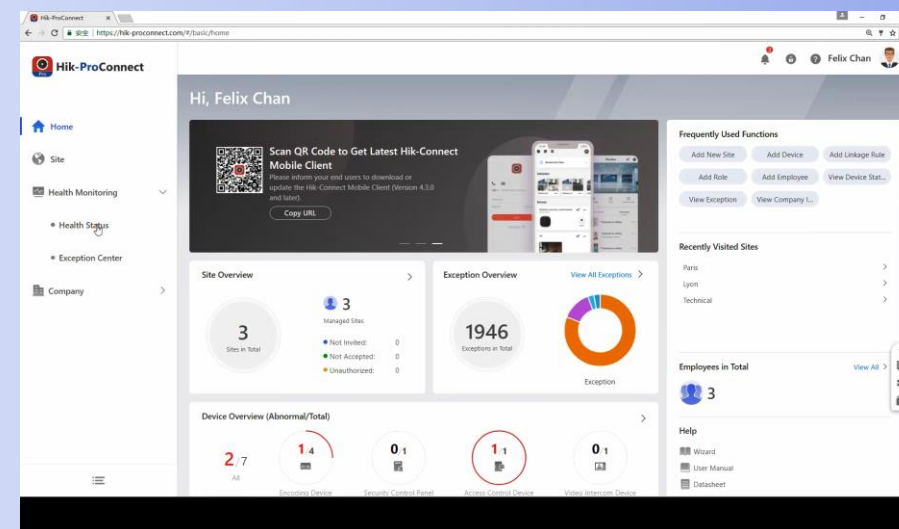 Hik-ProConnect
安全 https://hik-proconnect.com/#/basic/home
Hik-ProConnect
Felix Chan
Home
Site
Health Monitoring
Health Status
Exception Center
Company
Hi, Felix Chan
Scan QR Code to Get Latest Hik-Connect
Mobile Client
Please inform your end users to download or
update the Hik-Connect Mobile Client (Version 4.3.0
and later).
Copy URL
Site Overview
3
Sites in Total
3
Managed Sites
Not Invited: 0
Not Accepted: 0
Unauthorized: 0
Exception Overview
View All Exceptions
1946
Exceptions in Total
Exception
Device Overview (Abnormal/Total)
2/7
All
1/4
Encoding Device
0/1
Security Control Panel
1/1
Access Control Device
0/1
Video Intercom Device
Frequently Used Functions
Add New Site Add Device Add Linkage Rule
Add Role Add Employee View Device Stat...
View Exception View Company I...
Recently Visited Sites
Paris
Lyon
Technical
Employees in Total View All
3
Help
Wizard
User Manual
Datasheet